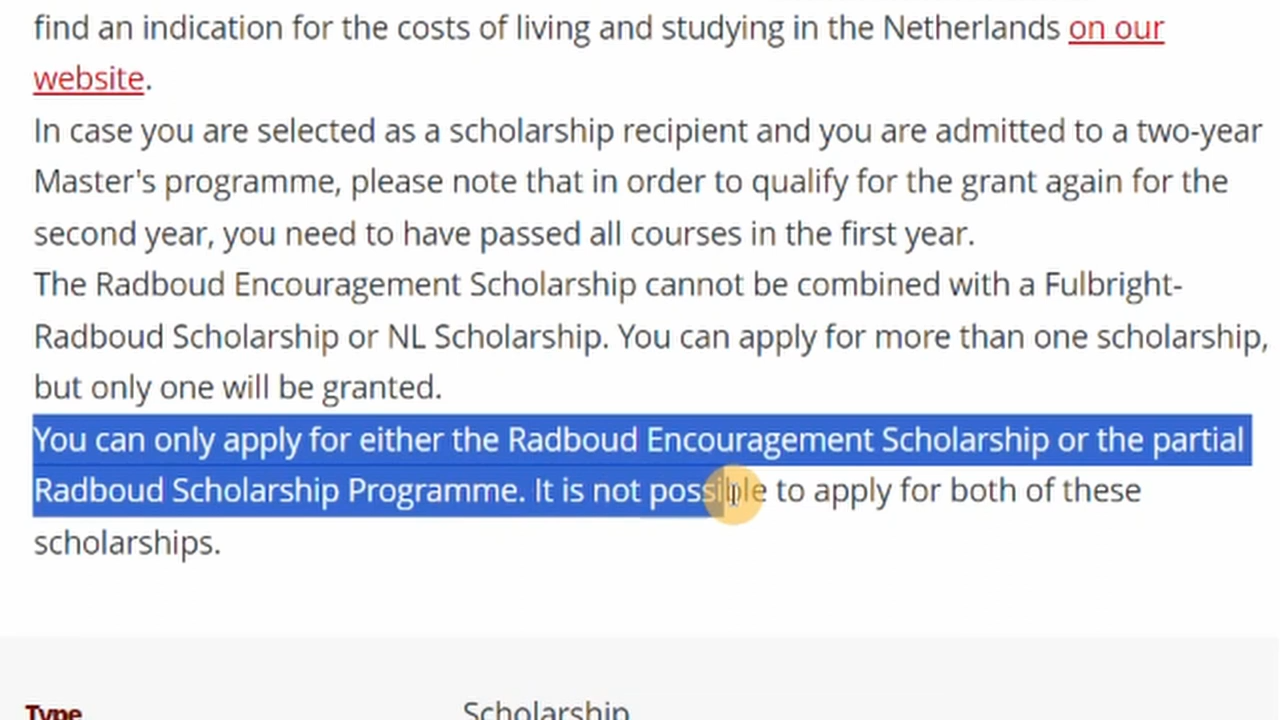 find an indication for the costs of living and studying in the Netherlands on our
website.
In case you are selected as a scholarship recipient and you are admitted to a two-year
Master's programme, please note that in order to qualify for the grant again for the
second year, you need to have passed all courses in the first year.
The Radboud Encouragement Scholarship cannot be combined with a Fulbright-
Radboud Scholarship or NL Scholarship. You can apply for more than one scholarship,
but only one will be granted.
You can only apply for either the Radboud Encouragement Scholarship or the partial
Radboud Scholarship Programme. It is not possible to apply for both of these
scholarships.
Type Scholarship